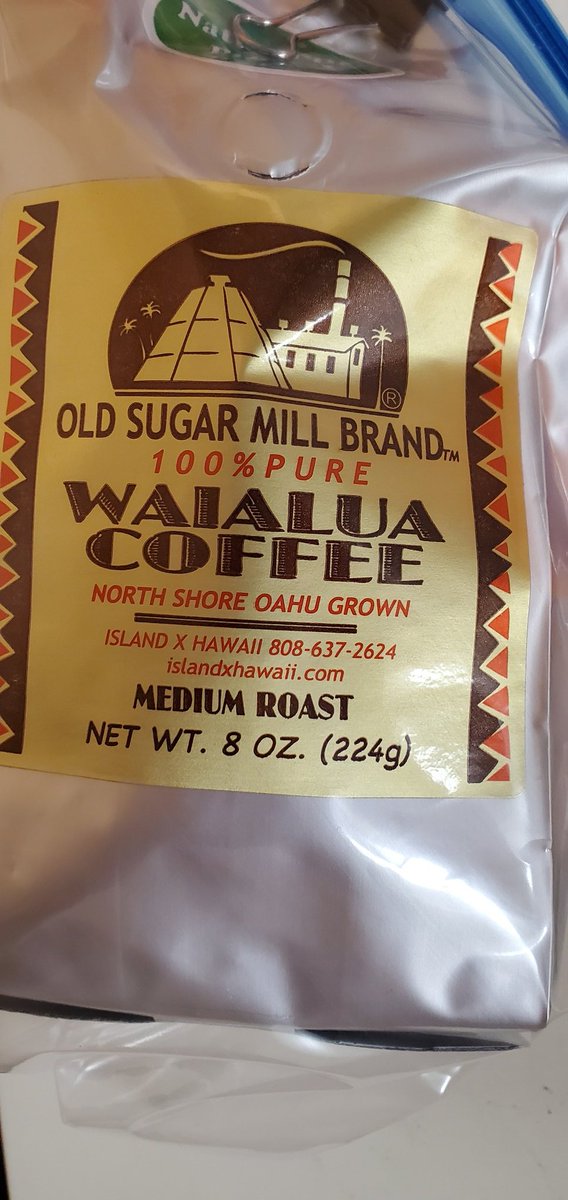 Nat
®
OLD SUGAR MILL BRAND™
100% PURE
WAIALUA
COFFEE
NORTH SHORE OAHU GROWN
ISLAND X HAWAII 808-637-2624
islandxhawaii.com
MEDIUM ROAST
NET WT. 8 OZ. (224g)